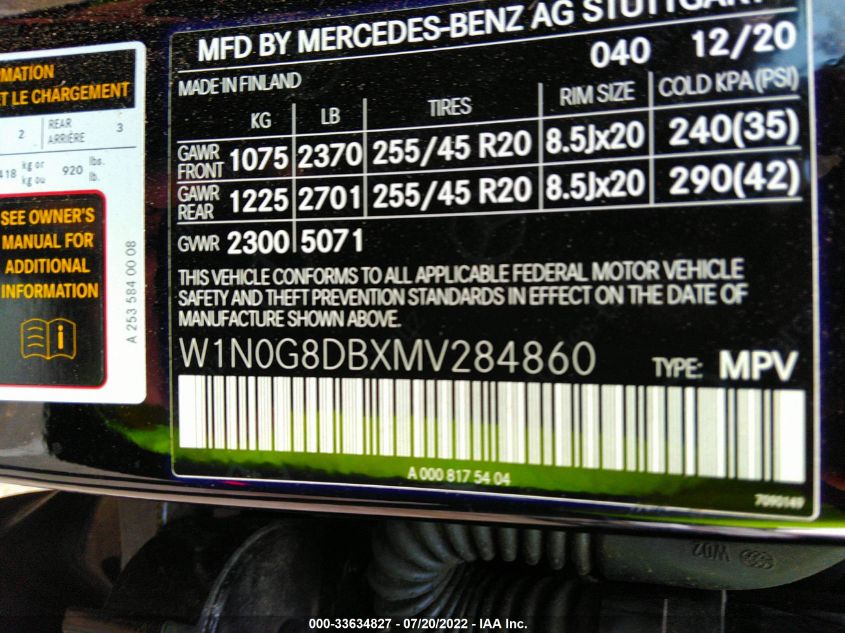 MATION
ET LE CHARGEMENT
2 REAR ARRIÈRE 3
418 kg or kg ou 920 lbs. lb.
SEE OWNER'S
MANUAL FOR
ADDITIONAL
INFORMATION
A 253 584 00 08
MFD BY MERCEDES-BENZ AG STUTTGART
040 12/20
MADE IN FINLAND
KG LB TIRES RIM SIZE COLD KPA (PSI)
GAWR FRONT 1075 2370 255/45 R20 8.5Jx20 240(35)
GAWR REAR 1225 2701 255/45 R20 8.5Jx20 290(42)
GVWR 2300 5071
THIS VEHICLE CONFORMS TO ALL APPLICABLE FEDERAL MOTOR VEHICLE
SAFETY AND THEFT PREVENTION STANDARDS IN EFFECT ON THE DATE OF
MANUFACTURE SHOWN ABOVE.
W1N0G8DBXMV284860 TYPE: MPV
A 000 817 54 04
7090149
WD2
000-33634827 - 07/20/2022 - IAA Inc.